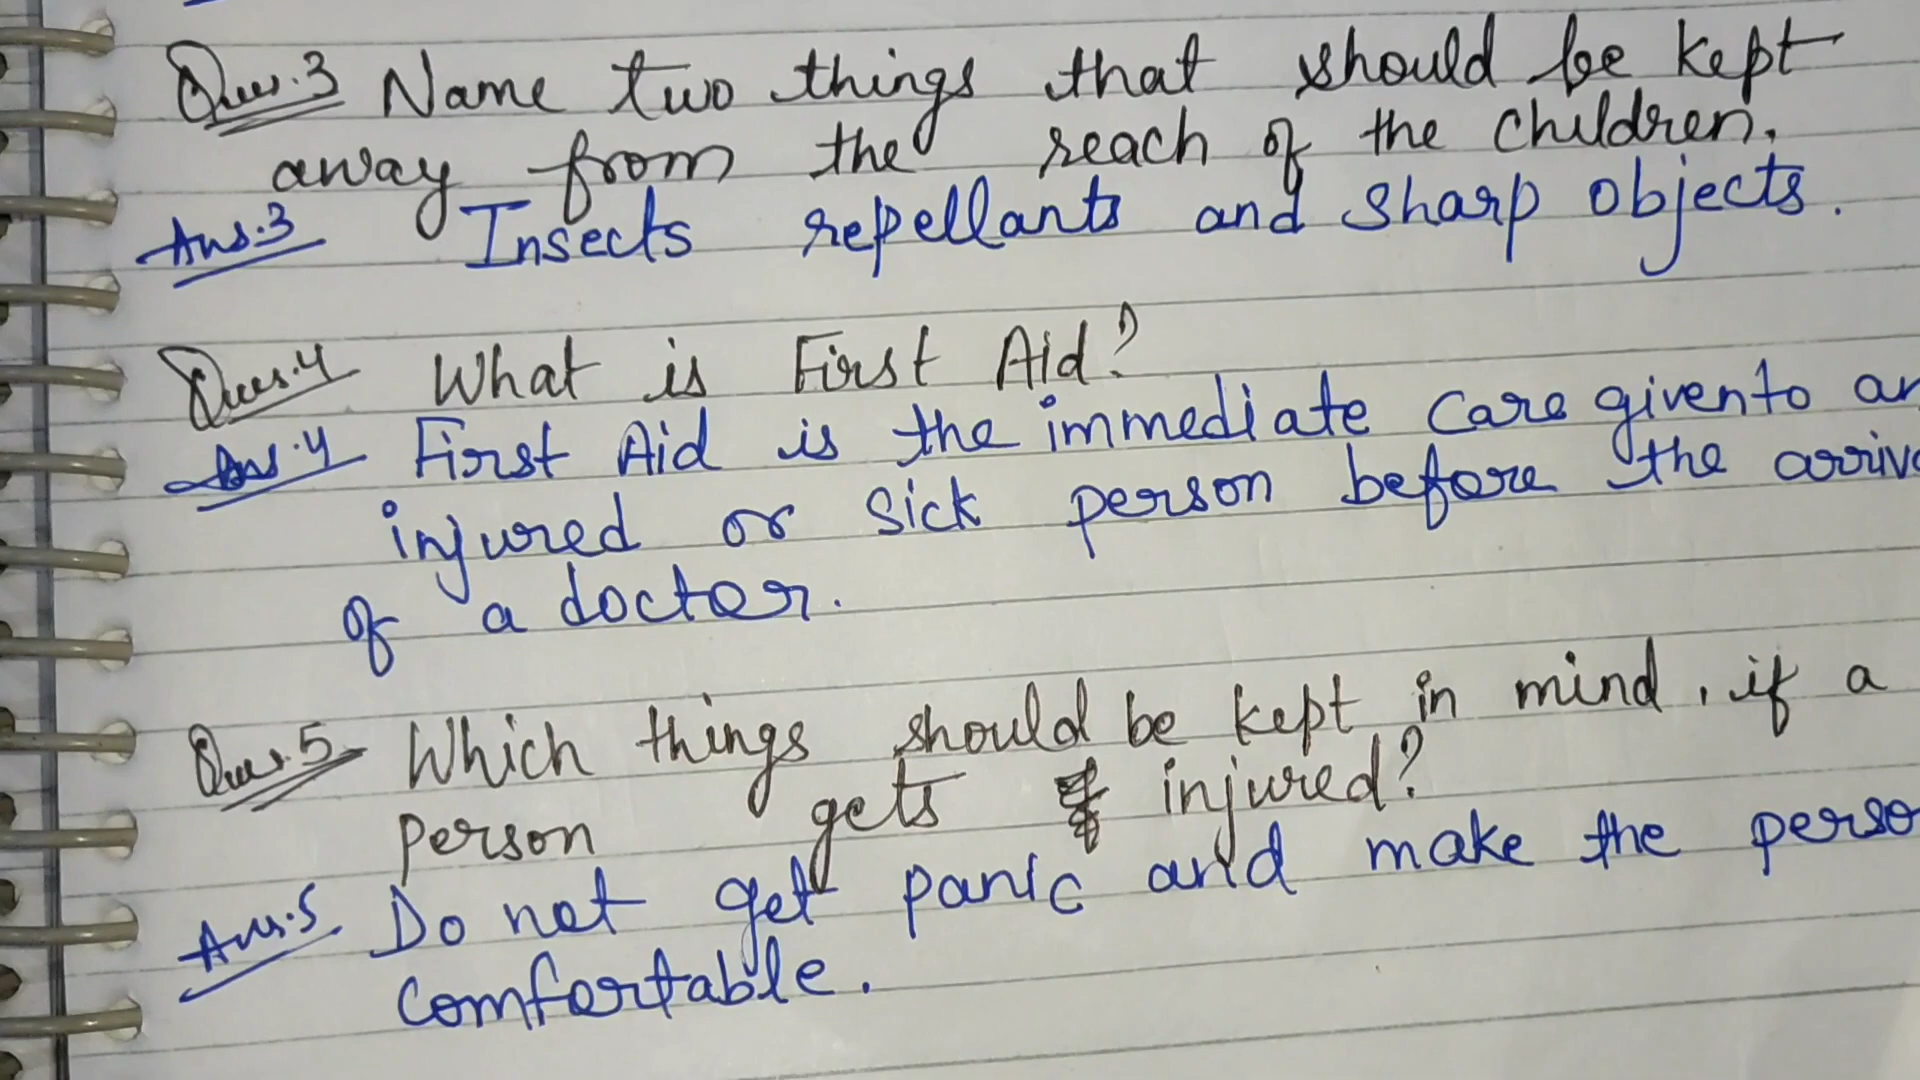 Ques.3 Name two things that should be kept
away from the reach of the children.
Ans.3 Insects repellants and sharp objects.
Ques.4 What is First Aid?
Ans.4 First Aid is the immediate care given to an
injured or sick person before the
of a doctor.
Ques.5 Which things should be kept in mind, if a
person gets injured?
Ans.5 Do not get panic and make the
comfortable.